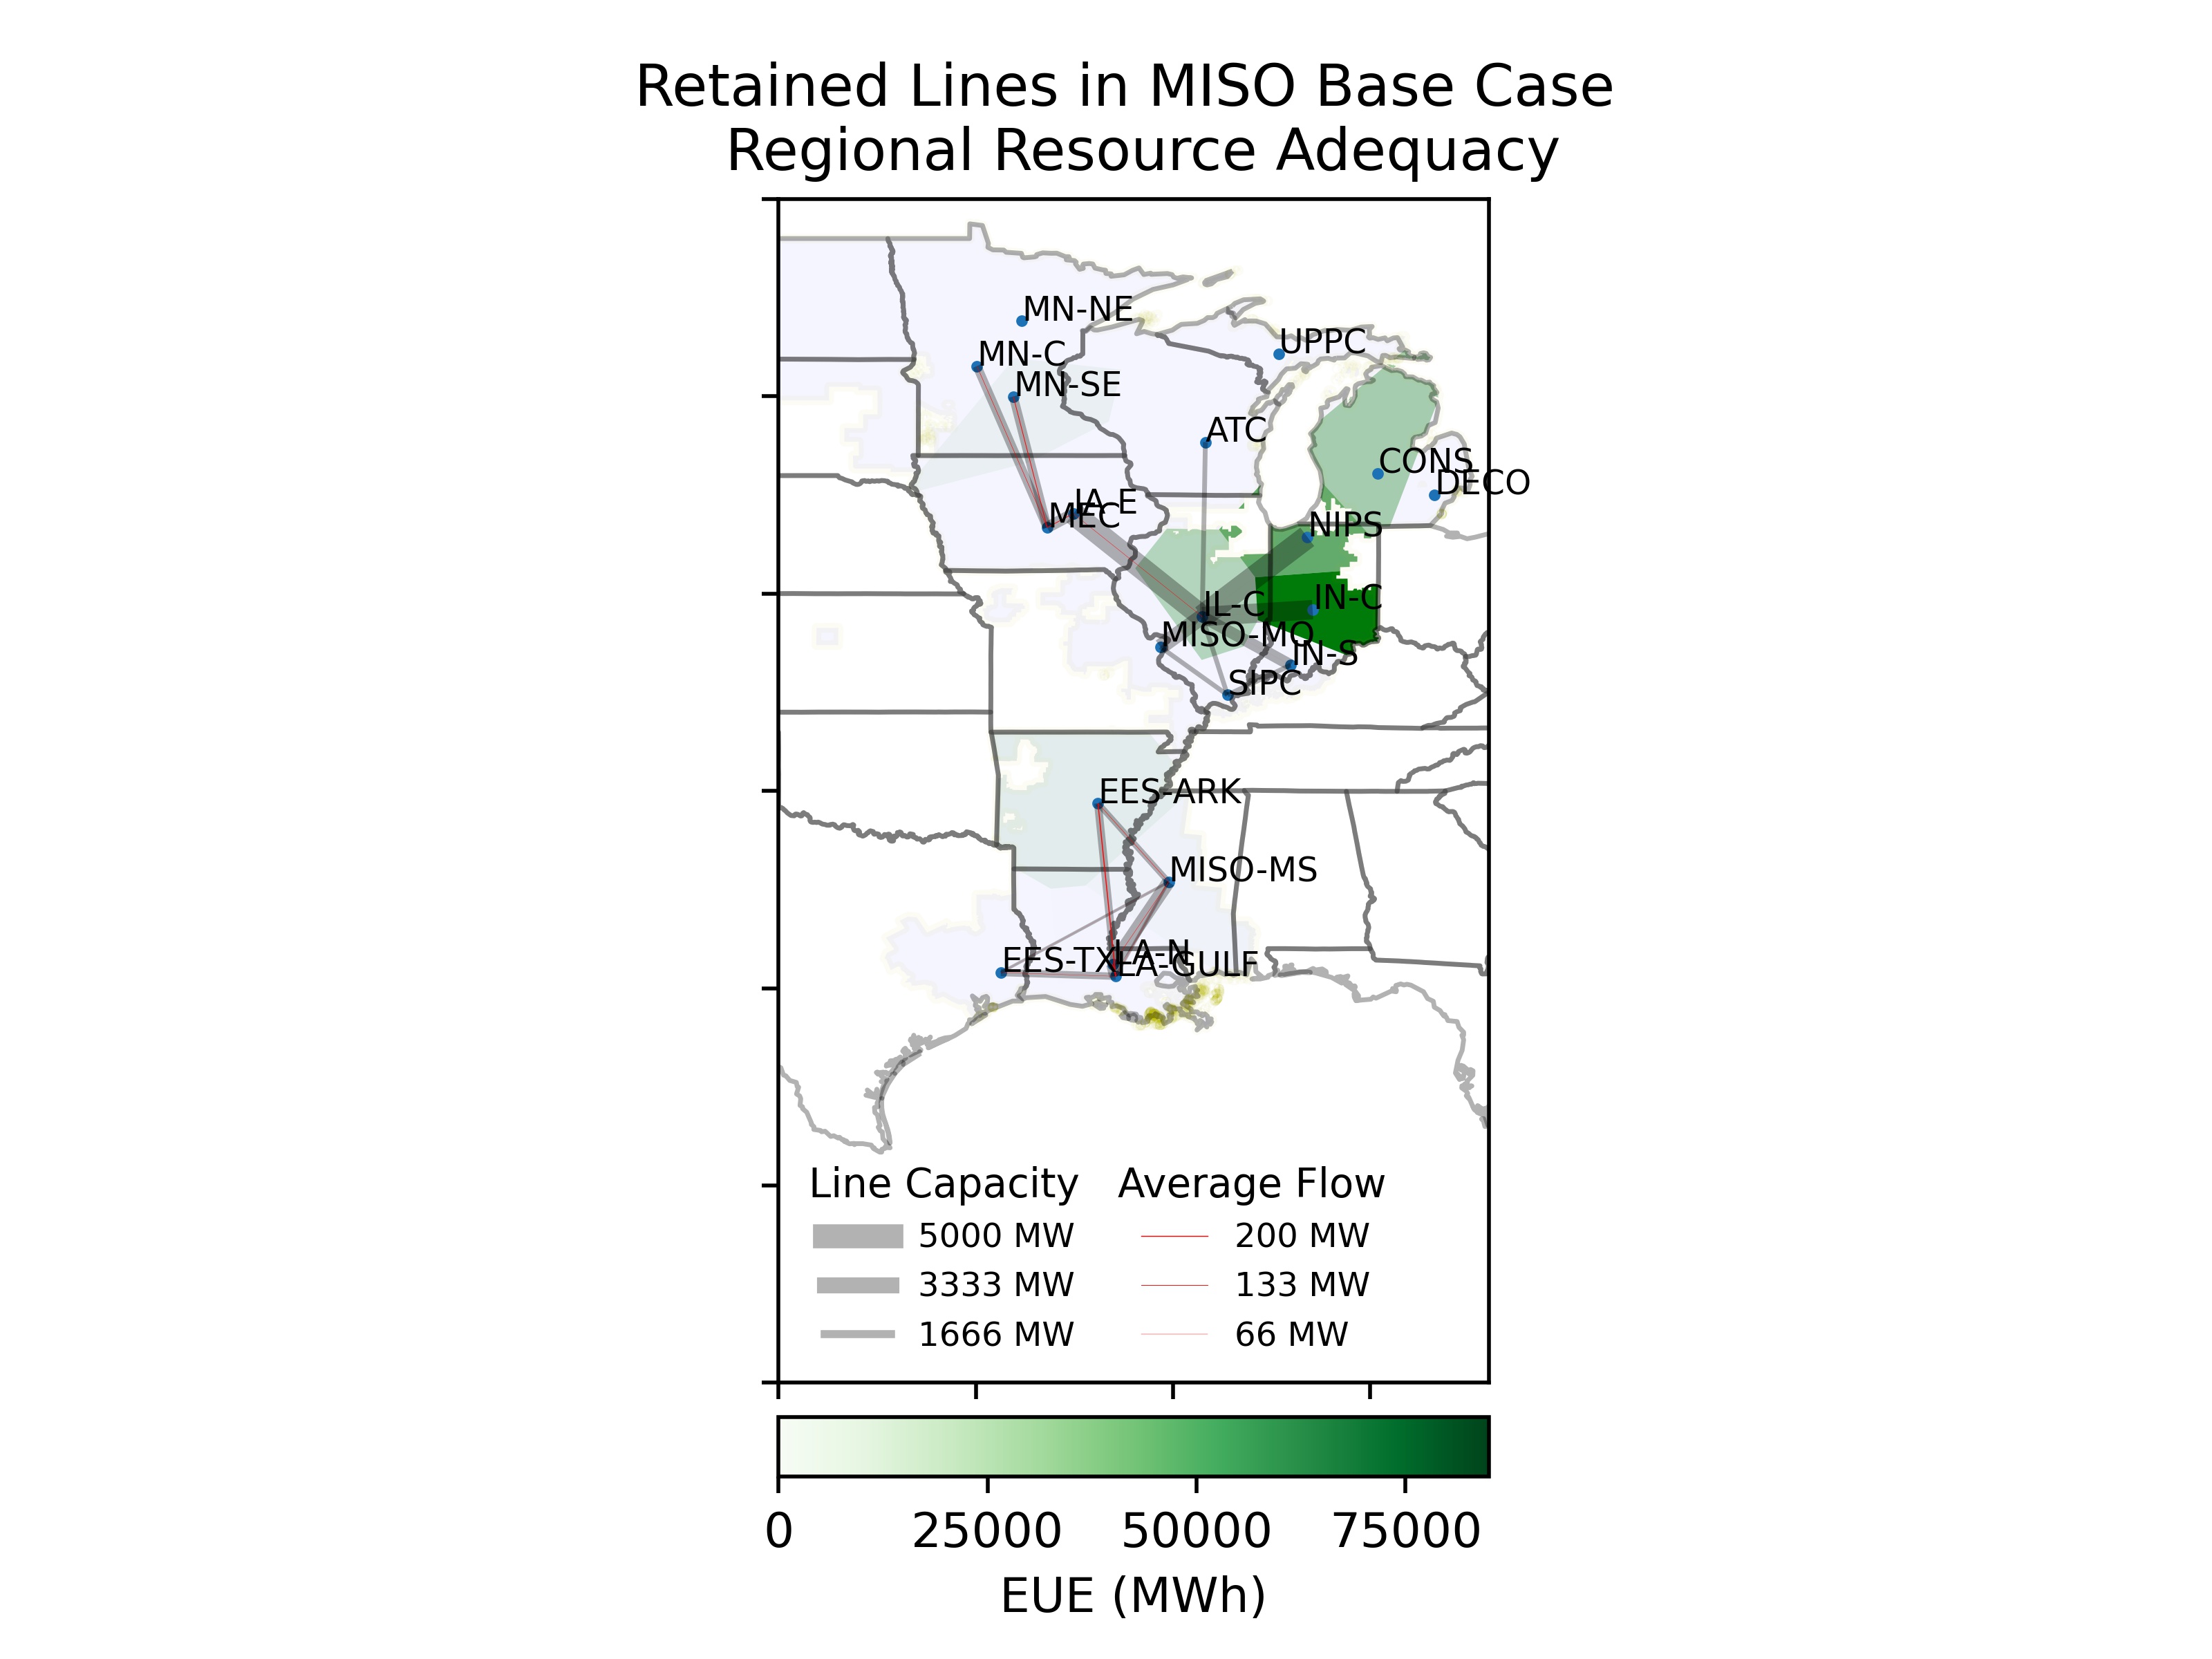 Retained Lines in MISO Base Case
Regional Resource Adequacy
MN-NE
UPPC
MN-C
MN-SE
ATC
CONS
DECO
IA-E
MEC
NIPS
IN-C
IL-C
MISO-MO
IN-S
SIPC
EES-ARK
MISO-MS
LA-N
EES-TX
LA-GULF
Line Capacity
Average Flow
5000 MW
200 MW
3333 MW
133 MW
1666 MW
66 MW
0
25000
50000
75000
EUE (MWh)